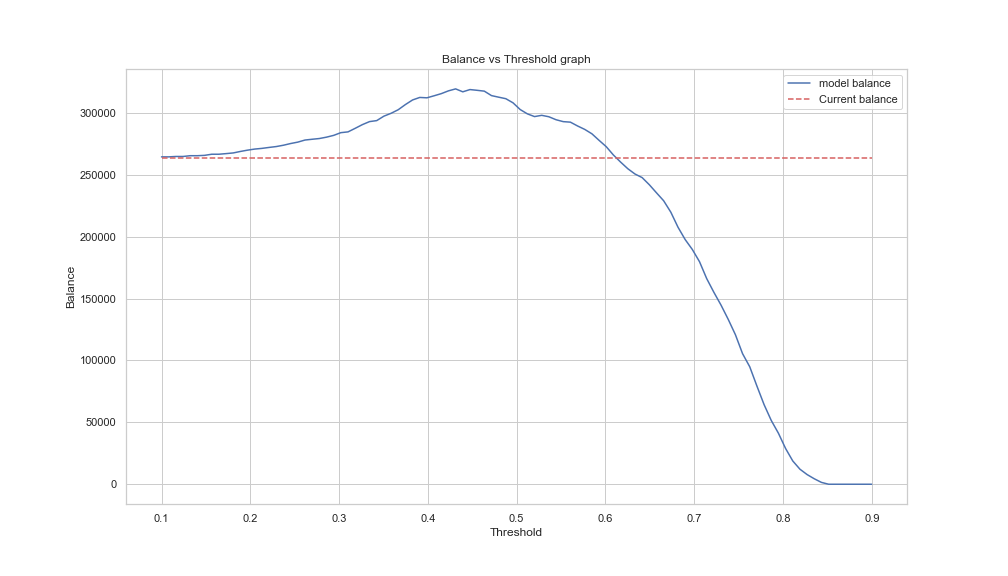 Balance vs Threshold graph
model balance
Current balance
300000
250000
200000
150000
100000
50000
0
Balance
0.1 0.2 0.3 0.4 0.5 0.6 0.7 0.8 0.9
Threshold